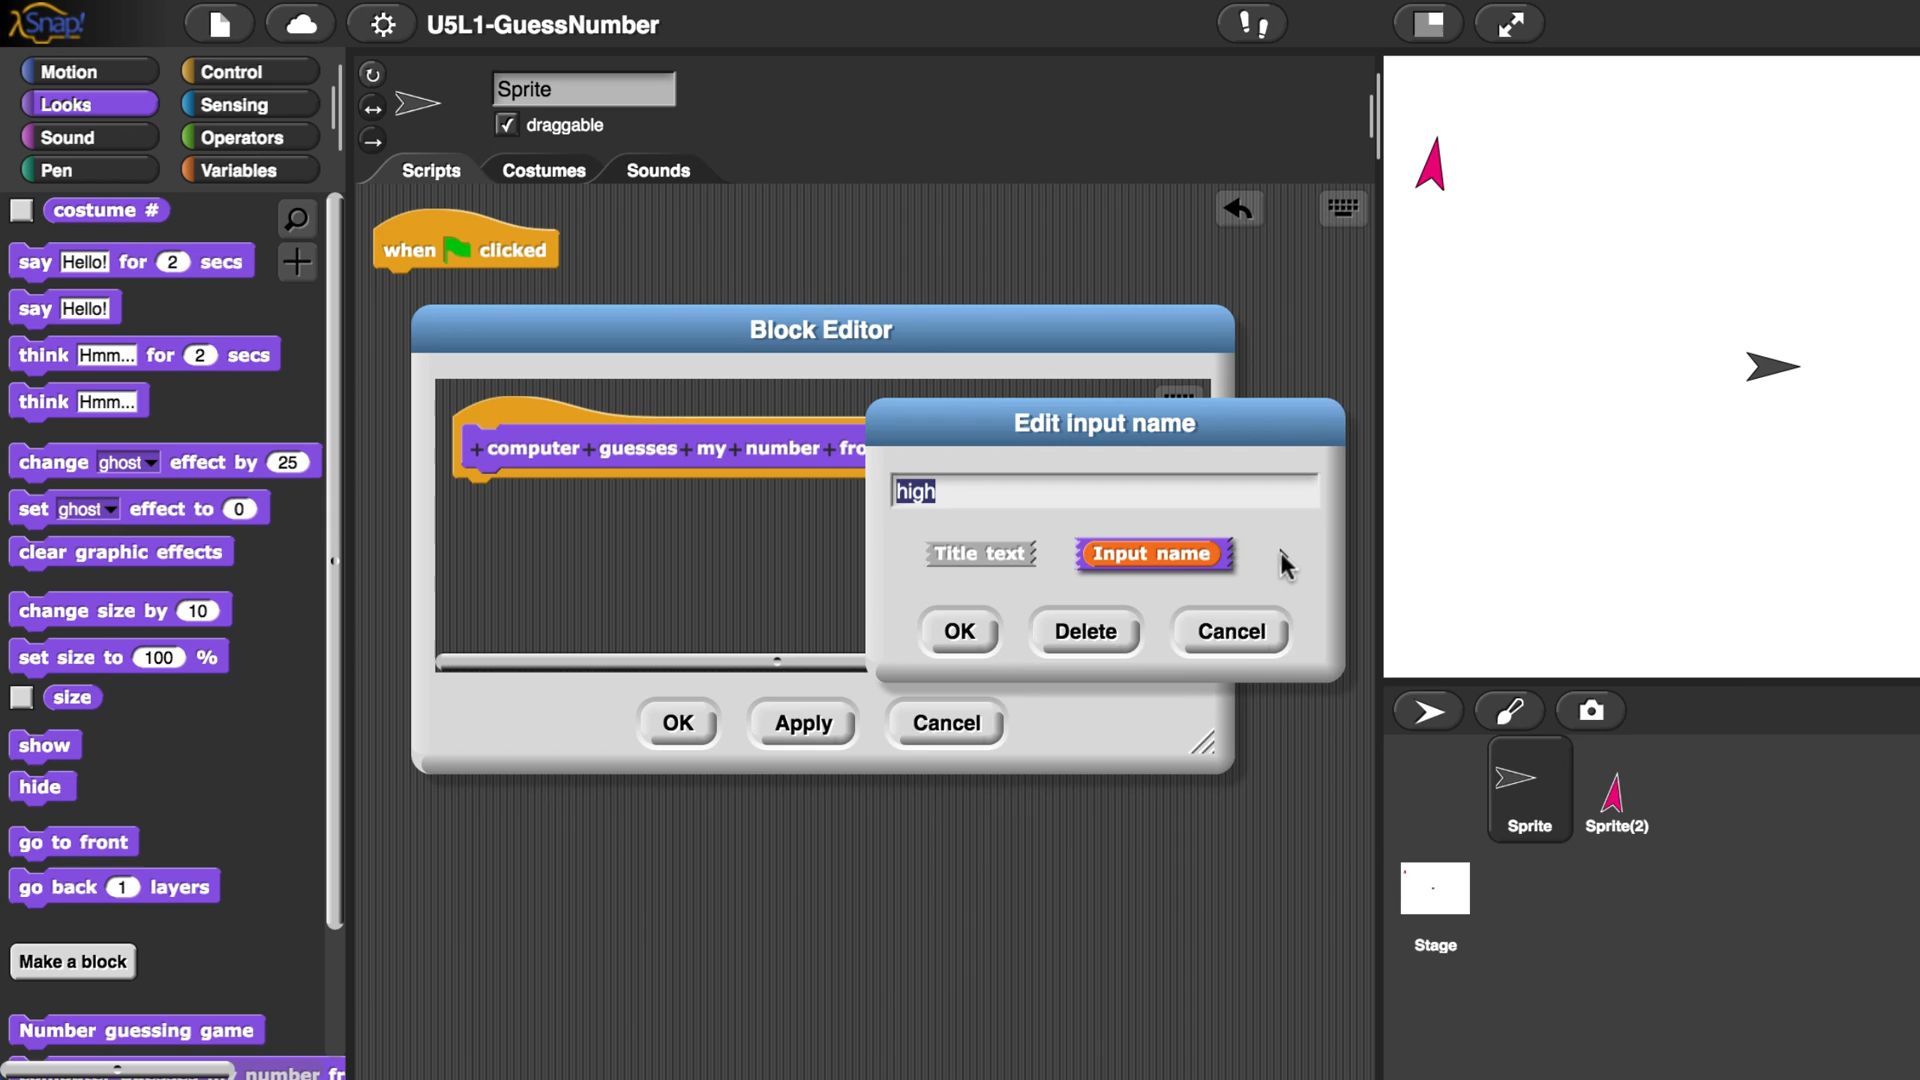 Snap!
U5L1-GuessNumber
Motion
Control
Looks
Sensing
Sound
Operators
Pen
Variables
Sprite
draggable
Scripts
Costumes
Sounds
costume #
say Hello! for 2 secs
say Hello!
think Hmm... for 2 secs
think Hmm...
change ghost effect by 25
set ghost effect to 0
clear graphic effects
change size by 10
set size to 100 %
size
show
hide
go to front
go back 1 layers
Make a block
Number guessing game
number fr
when clicked
Block Editor
+computer+guesses+my+number+fro
OK
Apply
Cancel
Edit input name
high
Title text
Input name
OK
Delete
Cancel
Sprite
Sprite(2)
Stage